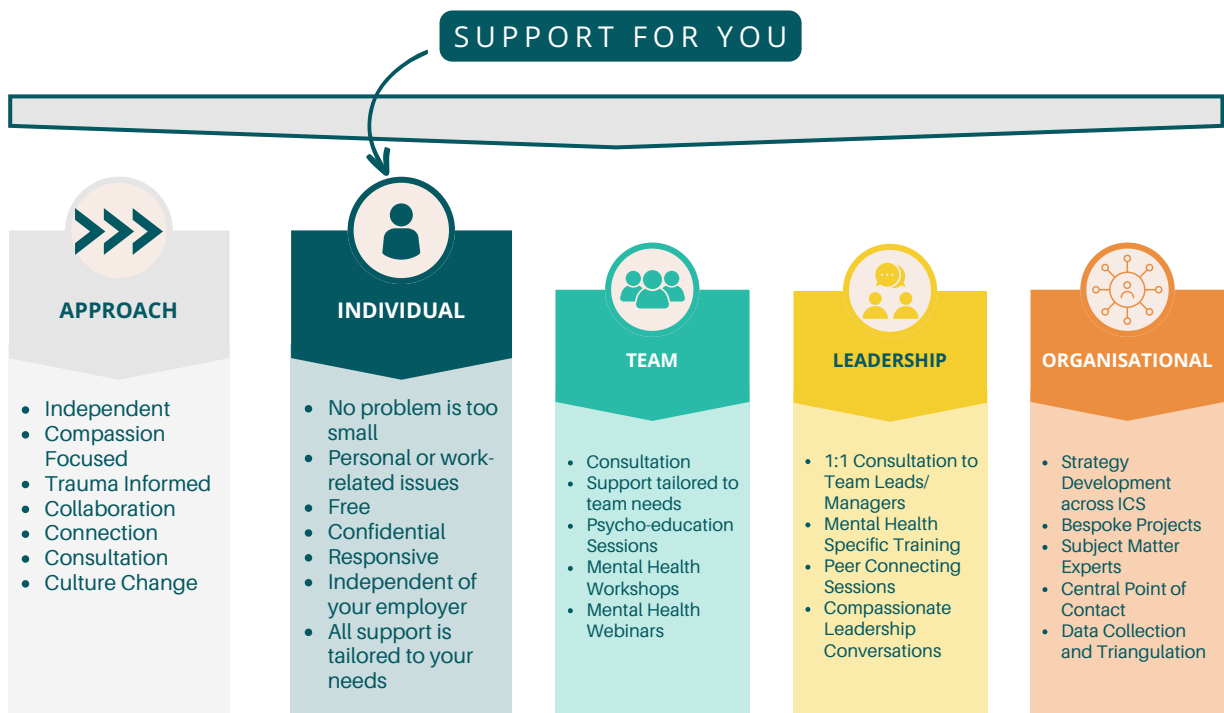 SUPPORT FOR YOU
APPROACH
• Independent
• Compassion
Focused
• Trauma Informed
• Collaboration
• Connection
• Consultation
• Culture Change
INDIVIDUAL
• No problem is too
small
• Personal or work-
related issues
• Free
• Confidential
• Responsive
• Independent of
your employer
• All support is
tailored to your
needs
TEAM
• Consultation
• Support tailored to
team needs
• Psycho-education
Sessions
• Mental Health
Workshops
• Mental Health
Webinars
LEADERSHIP
• 1:1 Consultation to
Team Leads/
Managers
• Mental Health
Specific Training
• Peer Connecting
Sessions
• Compassionate
Leadership
Conversations
ORGANISATIONAL
• Strategy
Development
across ICS
• Bespoke Projects
• Subject Matter
Experts
• Central Point of
Contact
• Data Collection
and Triangulation